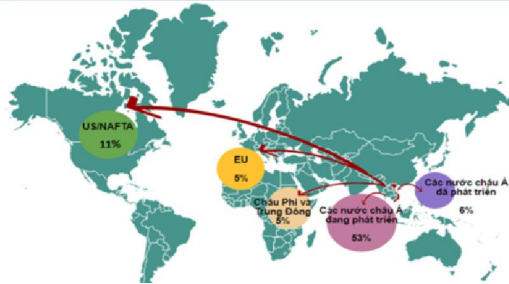 US/NAFTA
11%
EU
5%
Châu Phi và
Trung Đông
5%
Các nước châu Á
đang phát triển
53%
Các nước châu Á
đã phát triển
6%